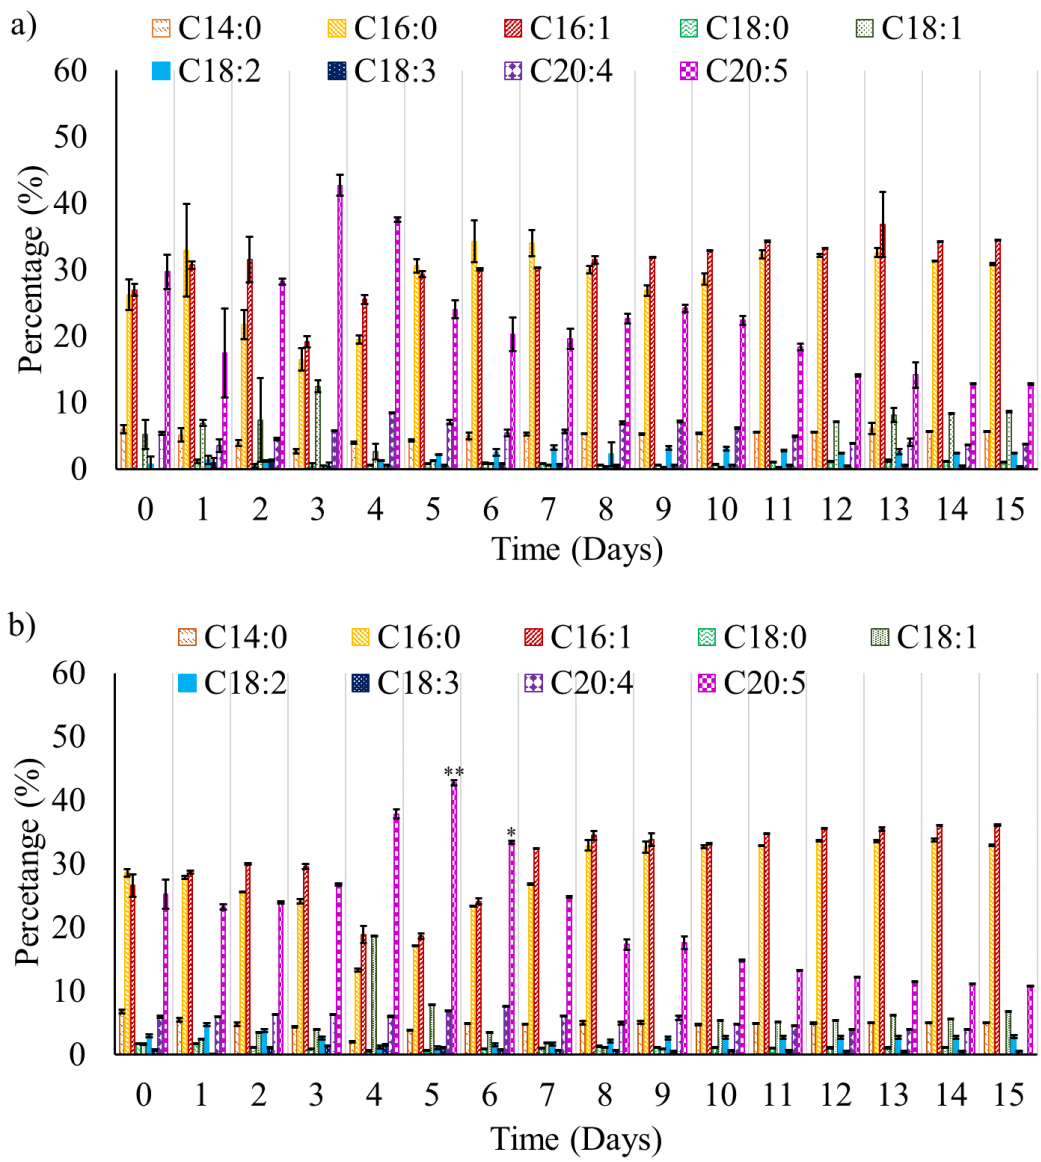 a)
C14:0 C16:0 C16:1 C18:0 C18:1
C18:2 C18:3 C20:4 C20:5
60
50
40
30
20
10
0
Percentage (%)
0 1 2 3 4 5 6 7 8 9 10 11 12 13 14 15
Time (Days)
b)
C14:0 C16:0 C16:1 C18:0 C18:1
C18:2 C18:3 C20:4 C20:5
60
50
40
30
20
10
0
Percetange (%)
**
*
0 1 2 3 4 5 6 7 8 9 10 11 12 13 14 15
Time (Days)